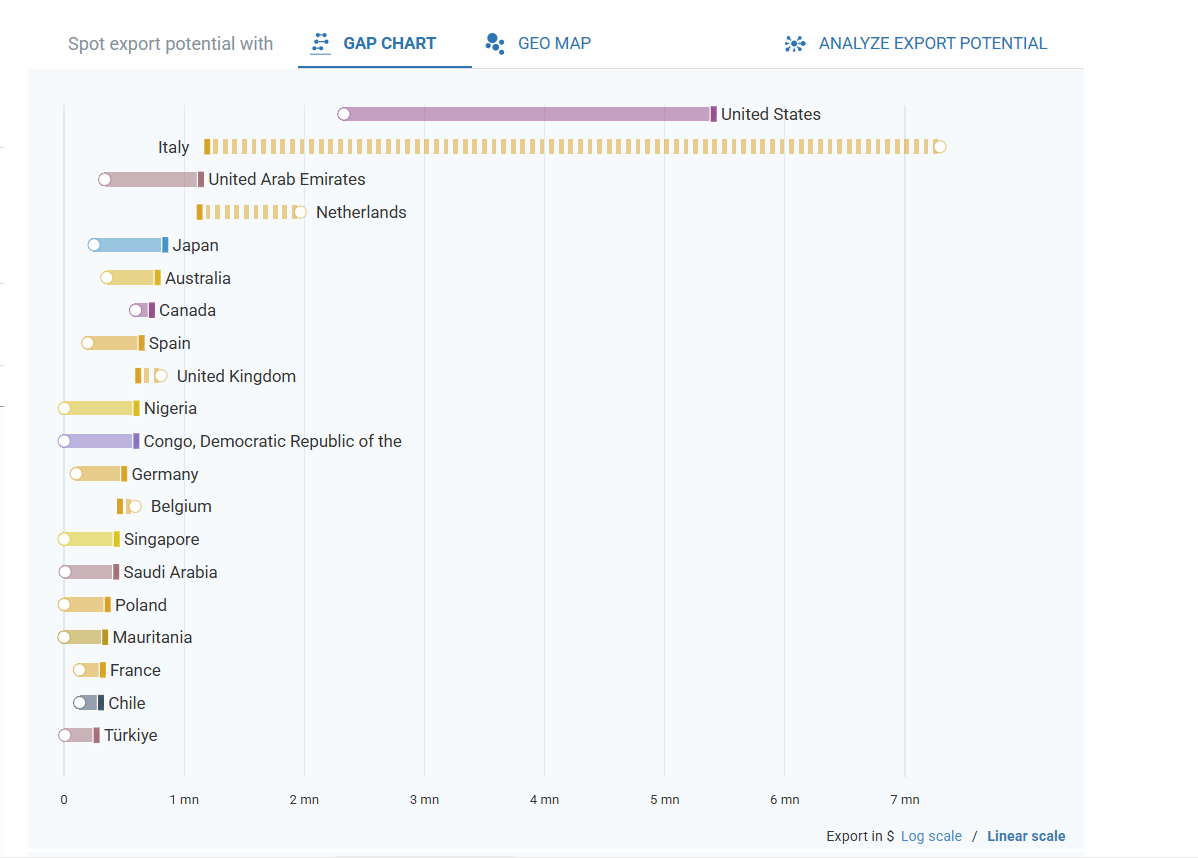 Spot export potential with GAP CHART GEO MAP ANALYZE EXPORT POTENTIAL
United States
Italy
United Arab Emirates
Netherlands
Japan
Australia
Canada
Spain
United Kingdom
Nigeria
Congo, Democratic Republic of the
Germany
Belgium
Singapore
Saudi Arabia
Poland
Mauritania
France
Chile
Türkiye
0 1 mn 2 mn 3 mn 4 mn 5 mn 6 mn 7 mn
Export in $ Log scale / Linear scale